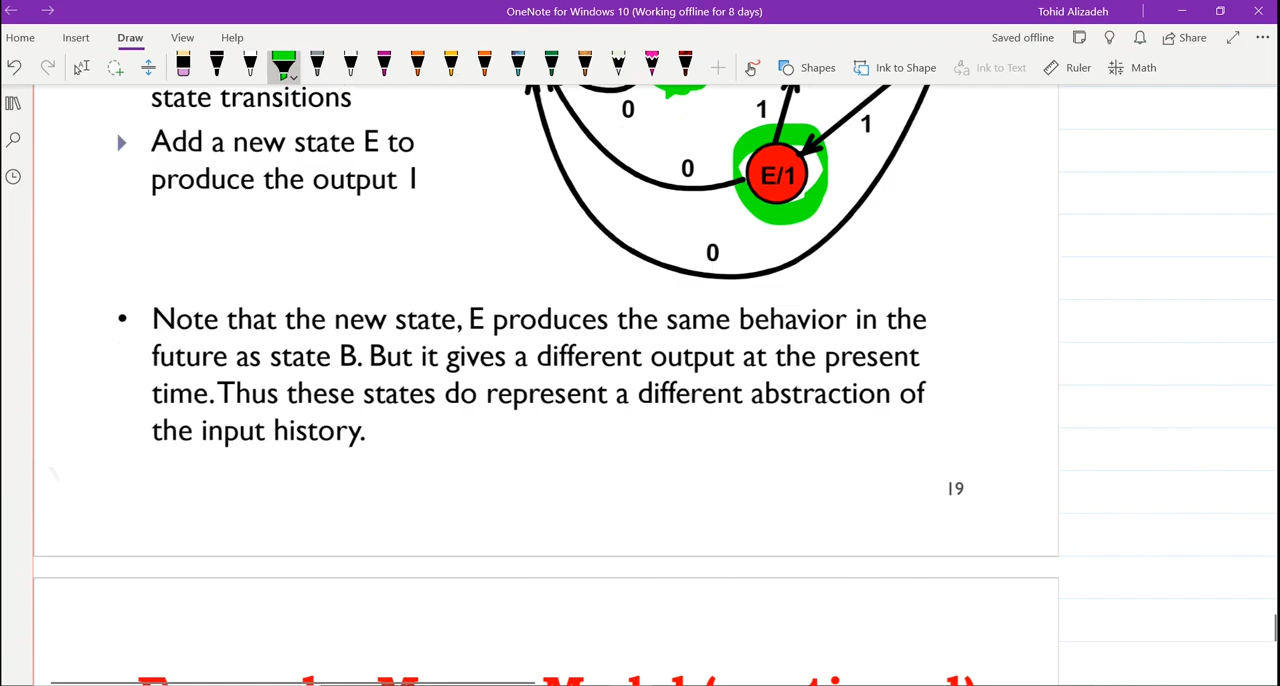 OneNote for Windows 10 (Working offline for 8 days)
Tohid Alizadeh
Home Insert Draw View Help
Saved offline
Share
Shapes
Ink to Shape
Ink to Text
Ruler
Math
state transitions
Add a new state E to
produce the output 1
0
1
1
0
E/1
0
• Note that the new state, E produces the same behavior in the
future as state B. But it gives a different output at the present
time. Thus these states do represent a different abstraction of
the input history.
19